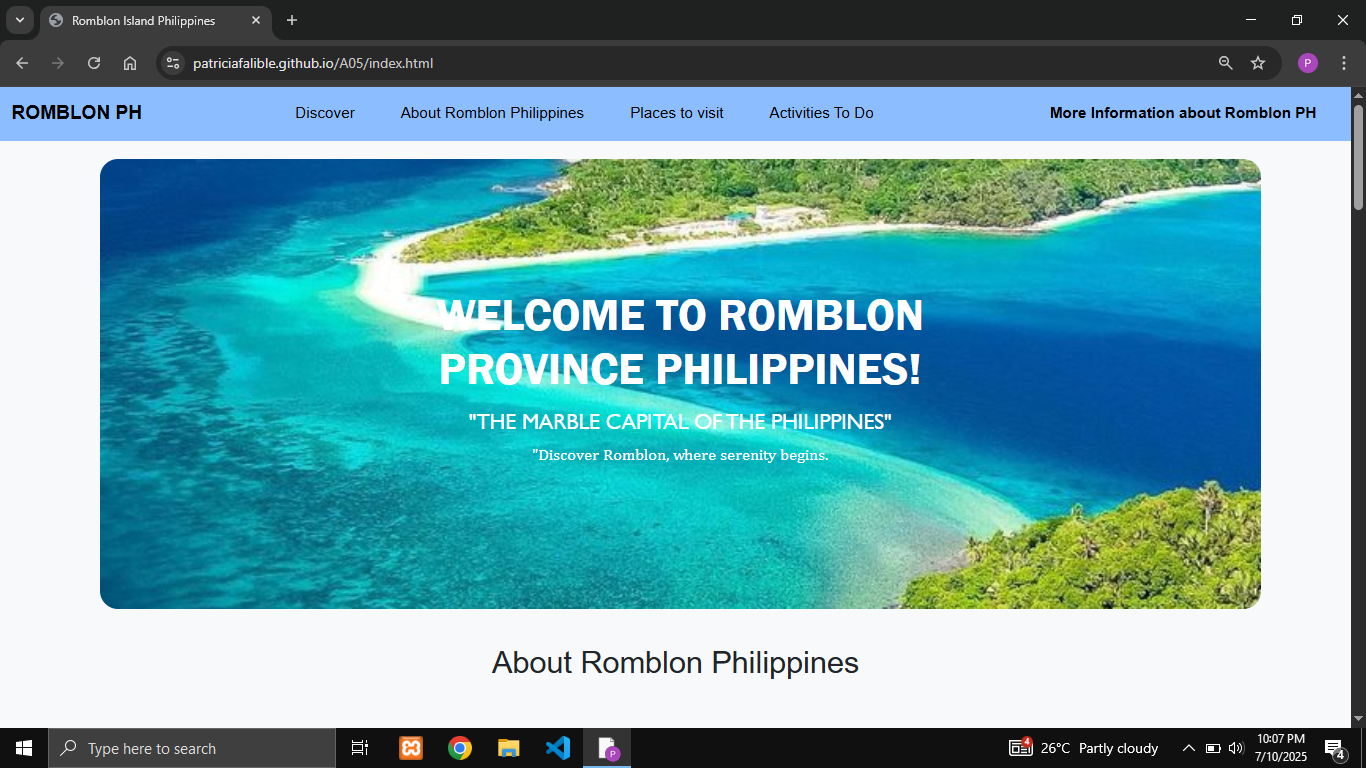 Romblon Island Philippines
patriciafalible.github.io/A05/index.html
P
ROMBLON PH
Discover
About Romblon Philippines
Places to visit
Activities To Do
More Information about Romblon PH
WELCOME TO ROMBLON
PROVINCE PHILIPPINES!
"THE MARBLE CAPITAL OF THE PHILIPPINES"
"Discover Romblon, where serenity begins.
About Romblon Philippines
Type here to search
P
4
26°C Partly cloudy
10:07 PM
7/10/2025
4